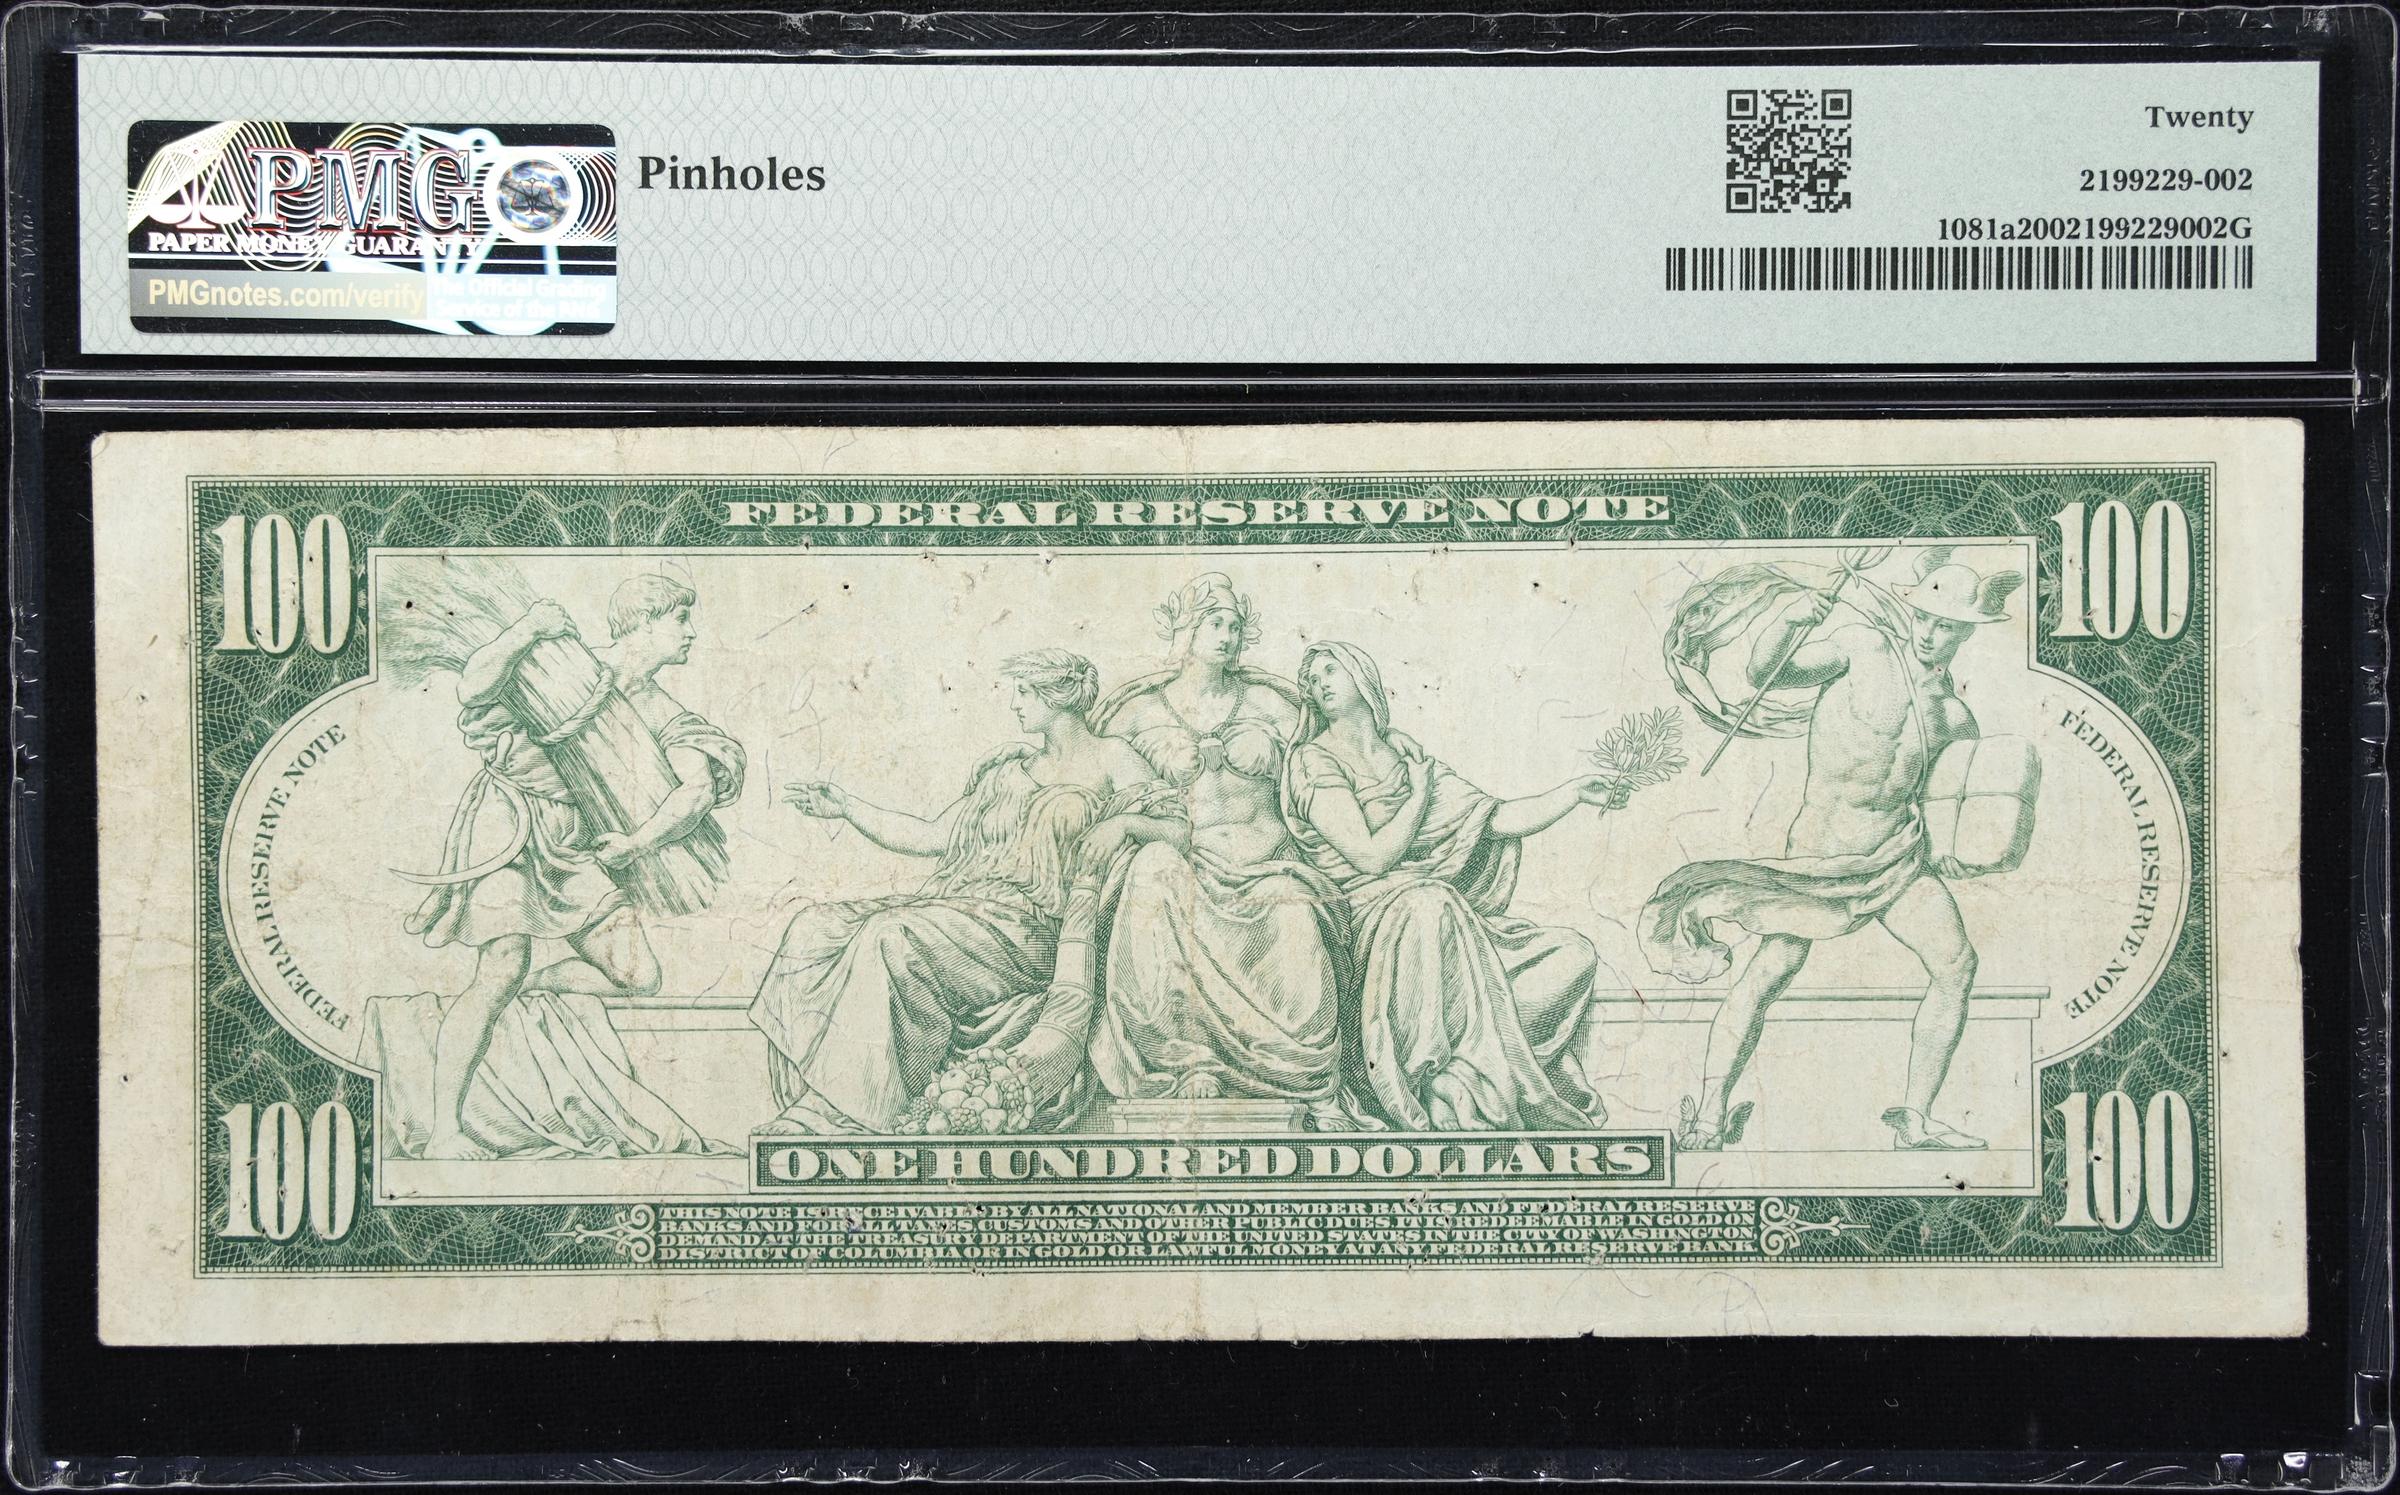 PMG
PAPER MONEY GUARANTY
PMGnotes.com/verify
The Official Grading
Service of the PNG
Pinholes
Twenty
2199229-002
1081a2002199229002G
FEDERAL RESERVE NOTE
100
100
FEDERAL RESERVE NOTE
FEDERAL RESERVE NOTE
100
100
ONE HUNDRED DOLLARS
THIS NOTE IS RECEIVABLE BY ALL NATIONAL AND MEMBER BANKS AND FEDERAL RESERVE
BANKS AND FOR ALL TAXES CUSTOMS AND OTHER PUBLIC DUES IT IS REDEEMABLE IN GOLD ON
DEMAND AT THE TREASURY DEPARTMENT OF THE UNITED STATES IN THE CITY OF WASHINGTON
DISTRICT OF COLUMBIA OR IN GOLD OR LAWFUL MONEY AT ANY FEDERAL RESERVE BANK